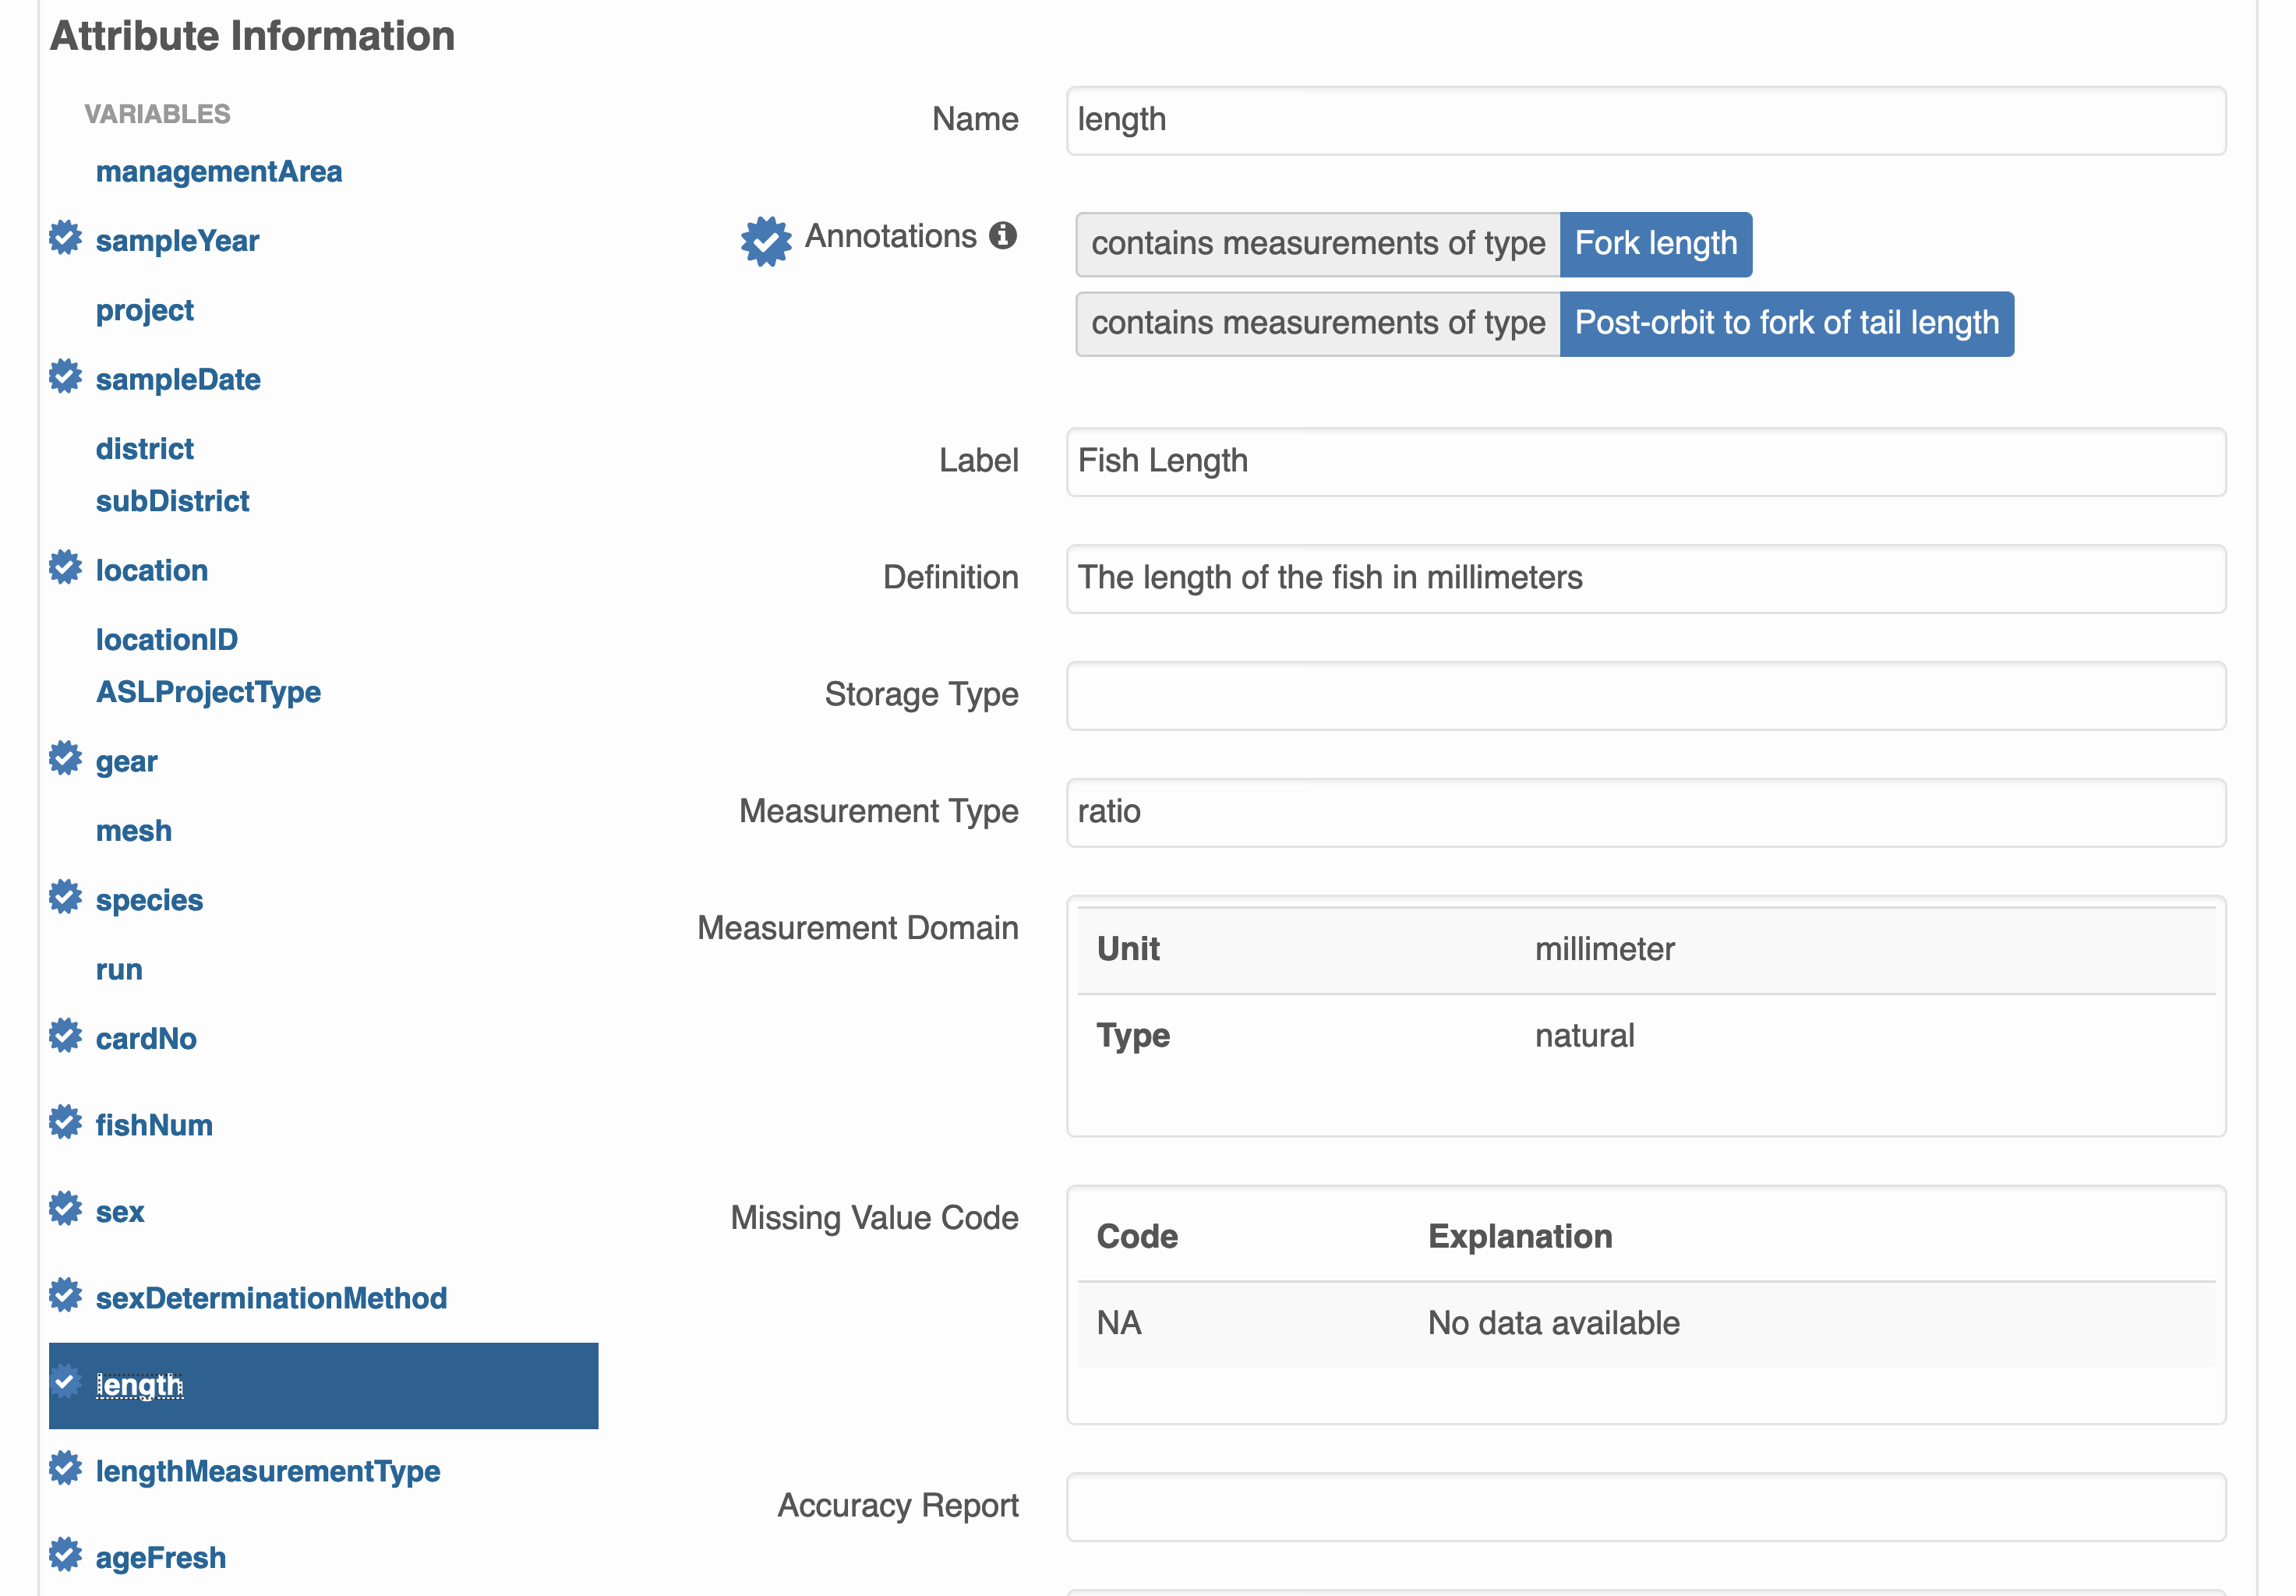 Attribute Information
VARIABLES
managementArea
sampleYear
project
sampleDate
district
subDistrict
location
locationID
ASLProjectType
gear
mesh
species
run
cardNo
fishNum
sex
sexDeterminationMethod
length
lengthMeasurementType
ageFresh
Name length
Annotations contains measurements of type Fork length
contains measurements of type Post-orbit to fork of tail length
Label Fish Length
Definition The length of the fish in millimeters
Storage Type
Measurement Type ratio
Measurement Domain
Unit millimeter
Type natural
Missing Value Code
Code Explanation
NA No data available
Accuracy Report